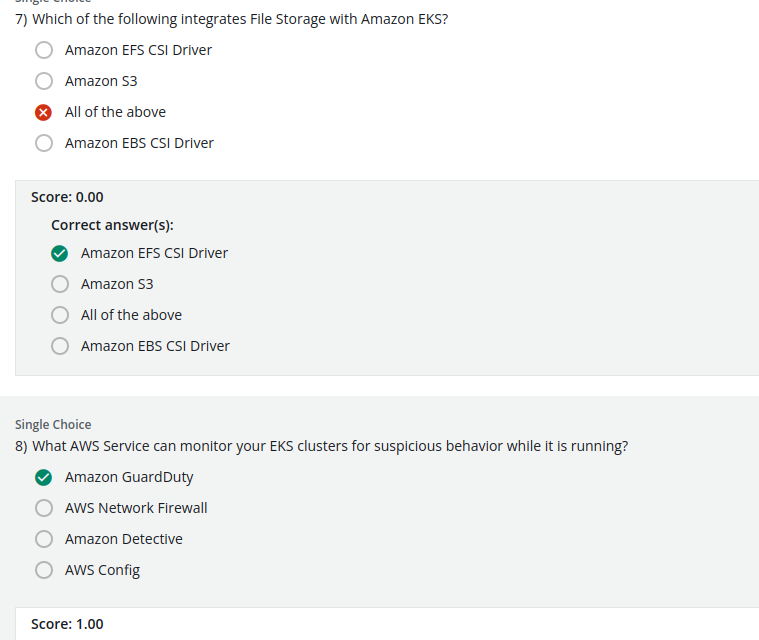 Single Choice
7) Which of the following integrates File Storage with Amazon EKS?
Amazon EFS CSI Driver
Amazon S3
All of the above
Amazon EBS CSI Driver
Score: 0.00
Correct answer(s):
Amazon EFS CSI Driver
Amazon S3
All of the above
Amazon EBS CSI Driver
Single Choice
8) What AWS Service can monitor your EKS clusters for suspicious behavior while it is running?
Amazon GuardDuty
AWS Network Firewall
Amazon Detective
AWS Config
Score: 1.00